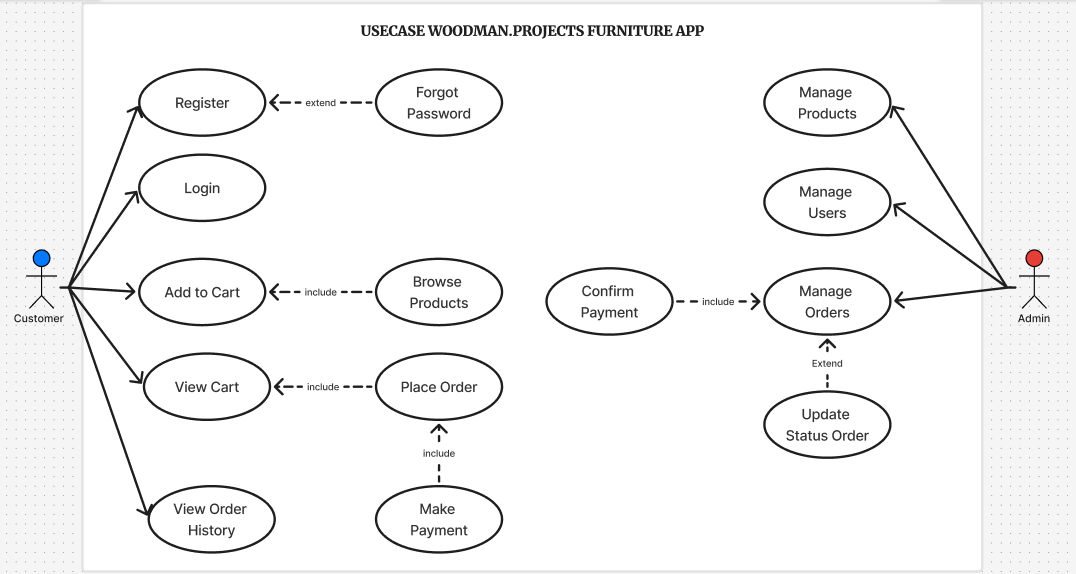 USECASE WOODMAN.PROJECTS FURNITURE APP
Register
extend
Forgot
Password
Manage
Products
Login
Manage
Users
Customer
Add to Cart
include
Browse
Products
Confirm
Payment
include
Manage
Orders
Admin
View Cart
include
Place Order
Extend
Update
Status Order
include
View Order
History
Make
Payment